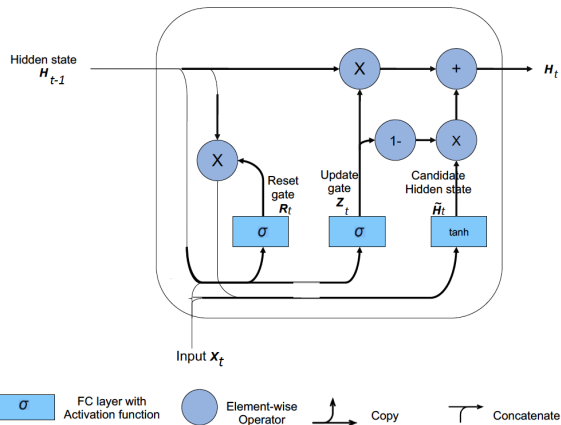 Hidden state
H t-1
X
+
H t
1-
X
X
Reset
gate
R t
Update
gate
Z t
Candidate
Hidden state
H̃ t
σ
σ
tanh
Input X t
σ
FC layer with
Activation function
Element-wise
Operator
Copy
Concatenate